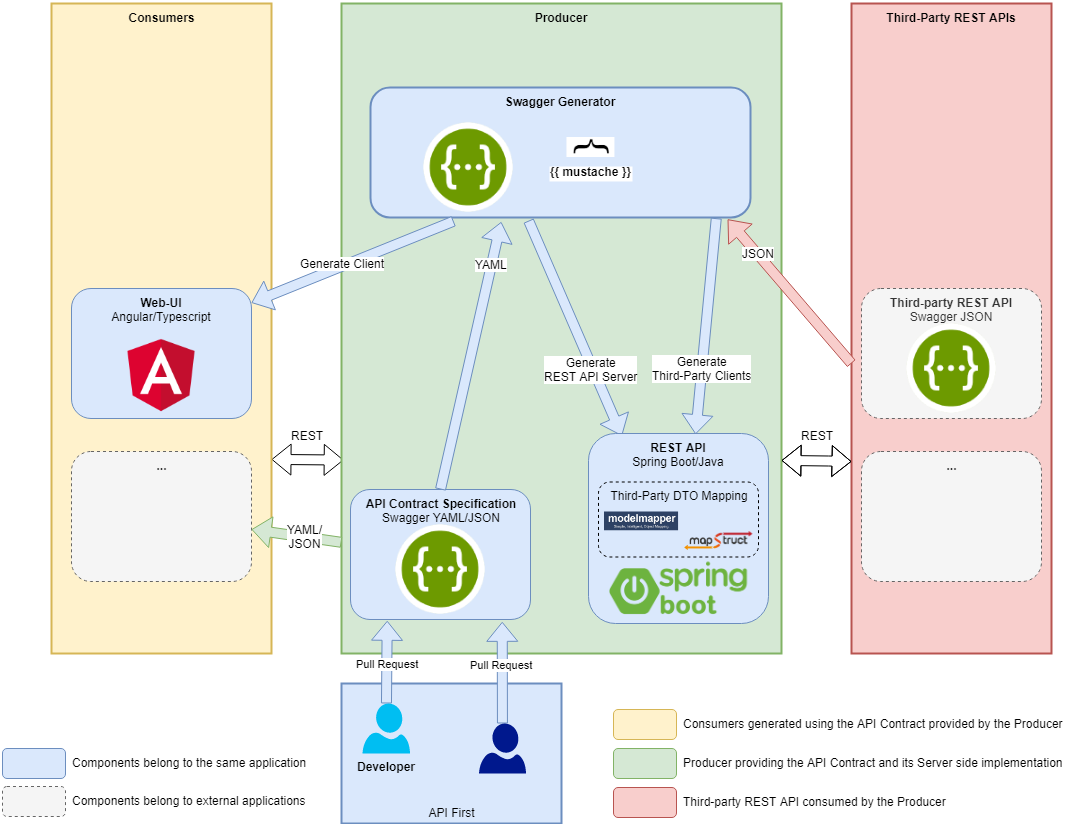 Consumers
Producer
Third-Party REST APIs
Swagger Generator
{···}
{{ mustache }}
Generate Client
YAML
JSON
Web-UI
Angular/Typescript
A
Third-party REST API
Swagger JSON
{···}
Generate
REST API Server
Generate
Third-Party Clients
REST
REST
...
...
REST API
Spring Boot/Java
Third-Party DTO Mapping
modelmapper
mapStruct
spring
boot
API Contract Specification
Swagger YAML/JSON
{···}
YAML/
JSON
Pull Request
Pull Request
Developer
API First
Components belong to the same application
Components belong to external applications
Consumers generated using the API Contract provided by the Producer
Producer providing the API Contract and its Server side implementation
Third-party REST API consumed by the Producer